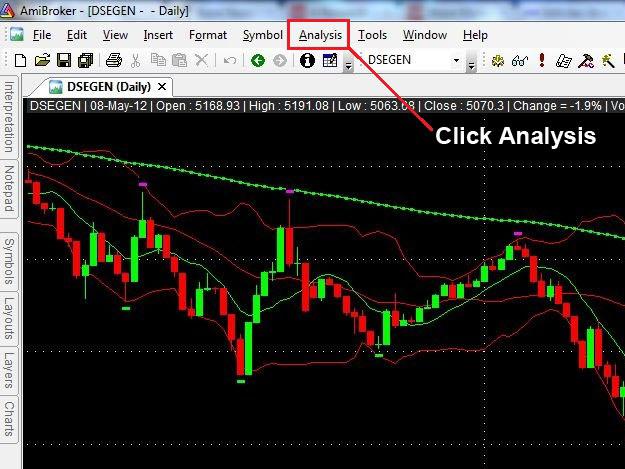 AmiBroker - [DSEGEN - - Daily]
File Edit View Insert Format Symbol Analysis Tools Window Help
DSEGEN
DSEGEN (Daily)
DSEGEN | 08-May-12 | Open : 5168.93 | High : 5191.08 | Low : 5063.68 | Close : 5070.3 | Change = -1.9% | Vo
Click Analysis
Interpretation
Notepad
Symbols
Layouts
Layers
Charts